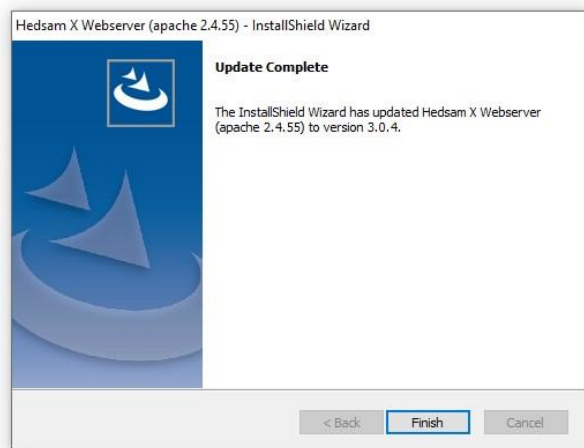 Hedsam X Webserver (apache 2.4.55) - InstallShield Wizard
Update Complete
The InstallShield Wizard has updated Hedsam X Webserver
(apache 2.4.55) to version 3.0.4.
< Back
Finish
Cancel